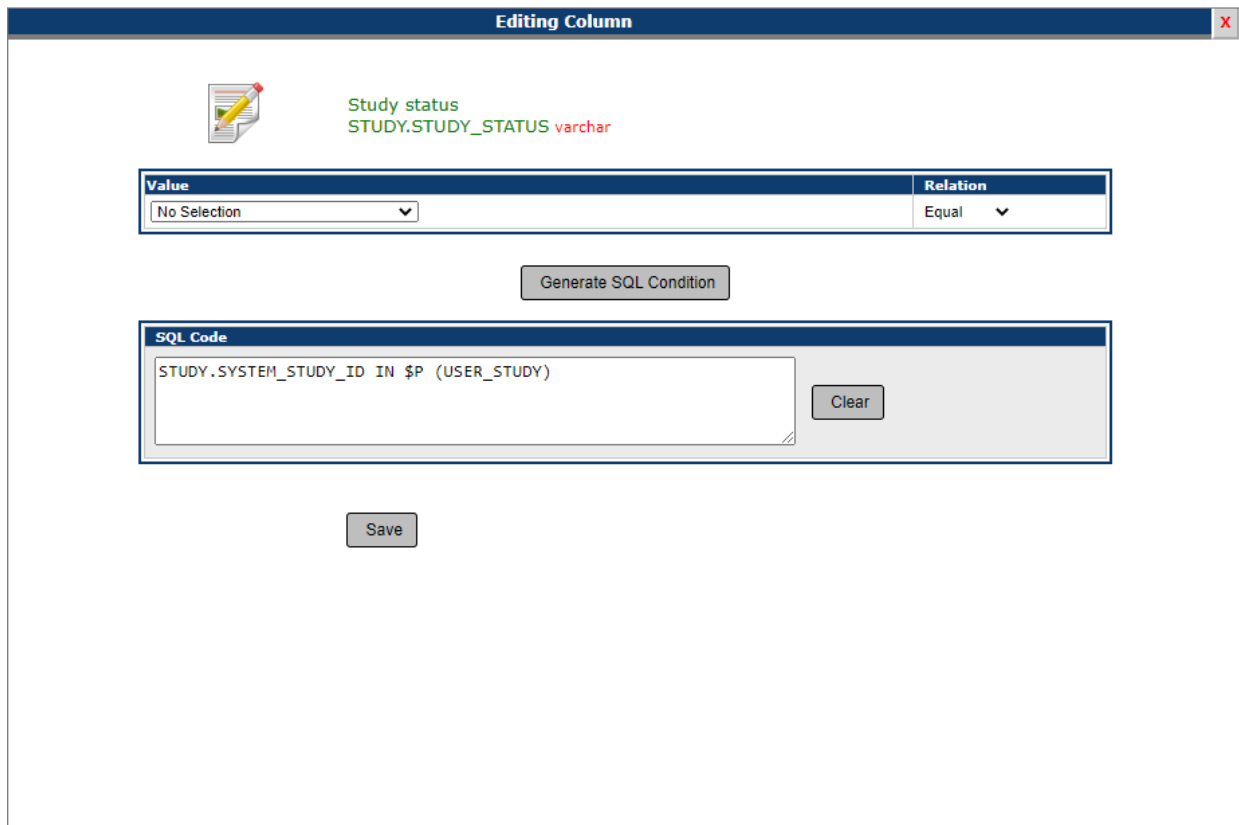 Editing Column
X
Study status
STUDY.STUDY_STATUS varchar
Value Relation
No Selection Equal
Generate SQL Condition
SQL Code
STUDY.SYSTEM_STUDY_ID IN $P (USER_STUDY)
Clear
Save